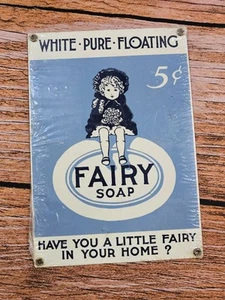 WHITE · PURE · FLOATING
5¢
FAIRY
SOAP
HAVE YOU A LITTLE FAIRY
IN YOUR HOME ?